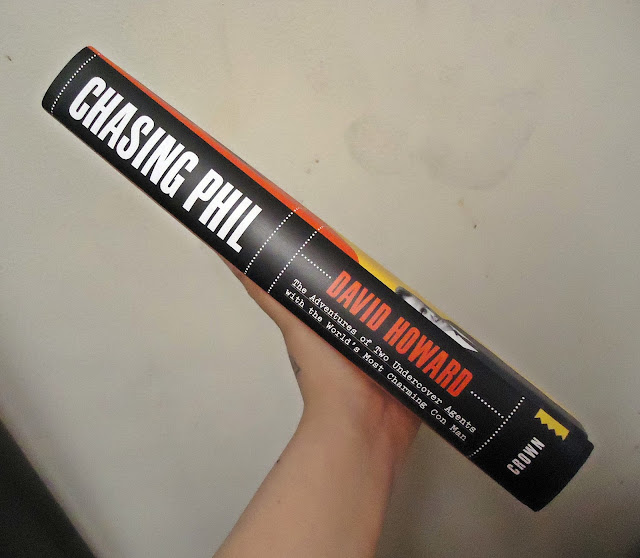 CHASING PHIL
DAVID HOWARD
The Adventures of Two Undercover Agents
with the World's Most Charming Con Man
CROWN